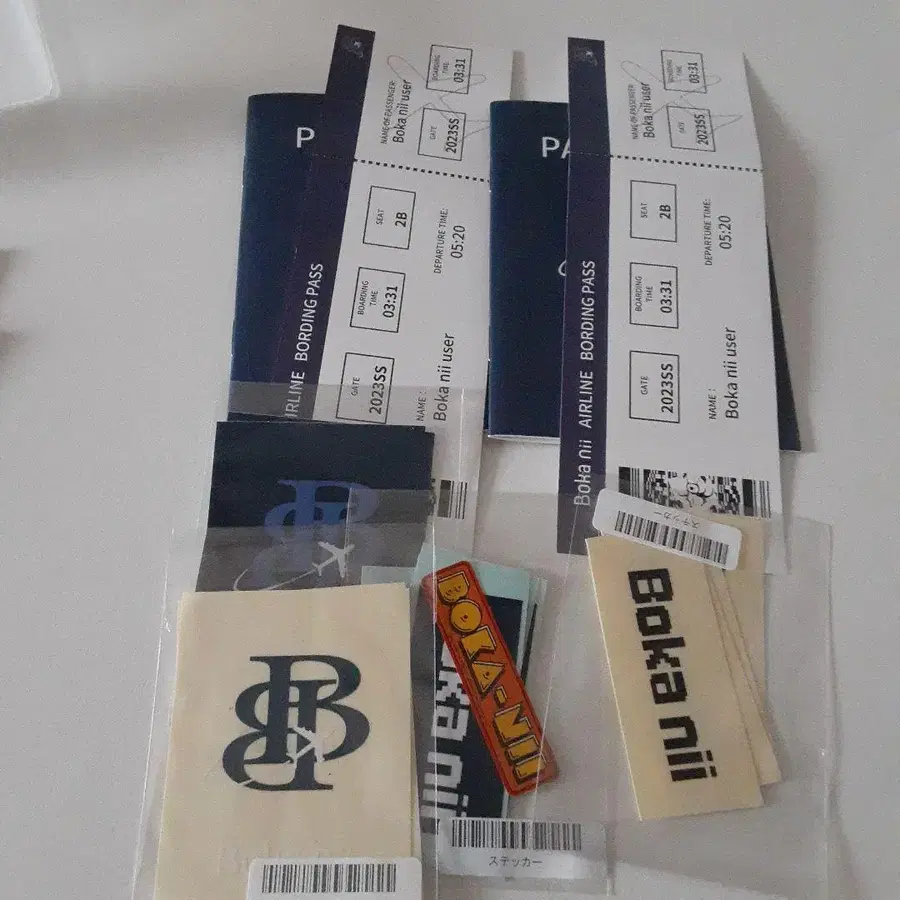 P
NAME OF PASSENGER:
Boka nii user
BOARDING
TIME
03:31
GATE
2023SS
SEAT
2B
BOARDING
TIME
03:31
GATE
2023SS
DEPARTURE TIME:
05:20
NAME :
Boka nii user
IRLINE BORDING PASS
PA
NAME OF PASSENGER:
Boka nii user
BOARDING
TIME
03:31
GATE
2023SS
SEAT
2B
BOARDING
TIME
03:31
GATE
2023SS
DEPARTURE TIME:
05:20
NAME :
Boka nii user
Boka nii AIRLINE BORDING PASS
BB
BB
BOKA-NII
oka nii
ステッカー
ステッカー
Boka nii